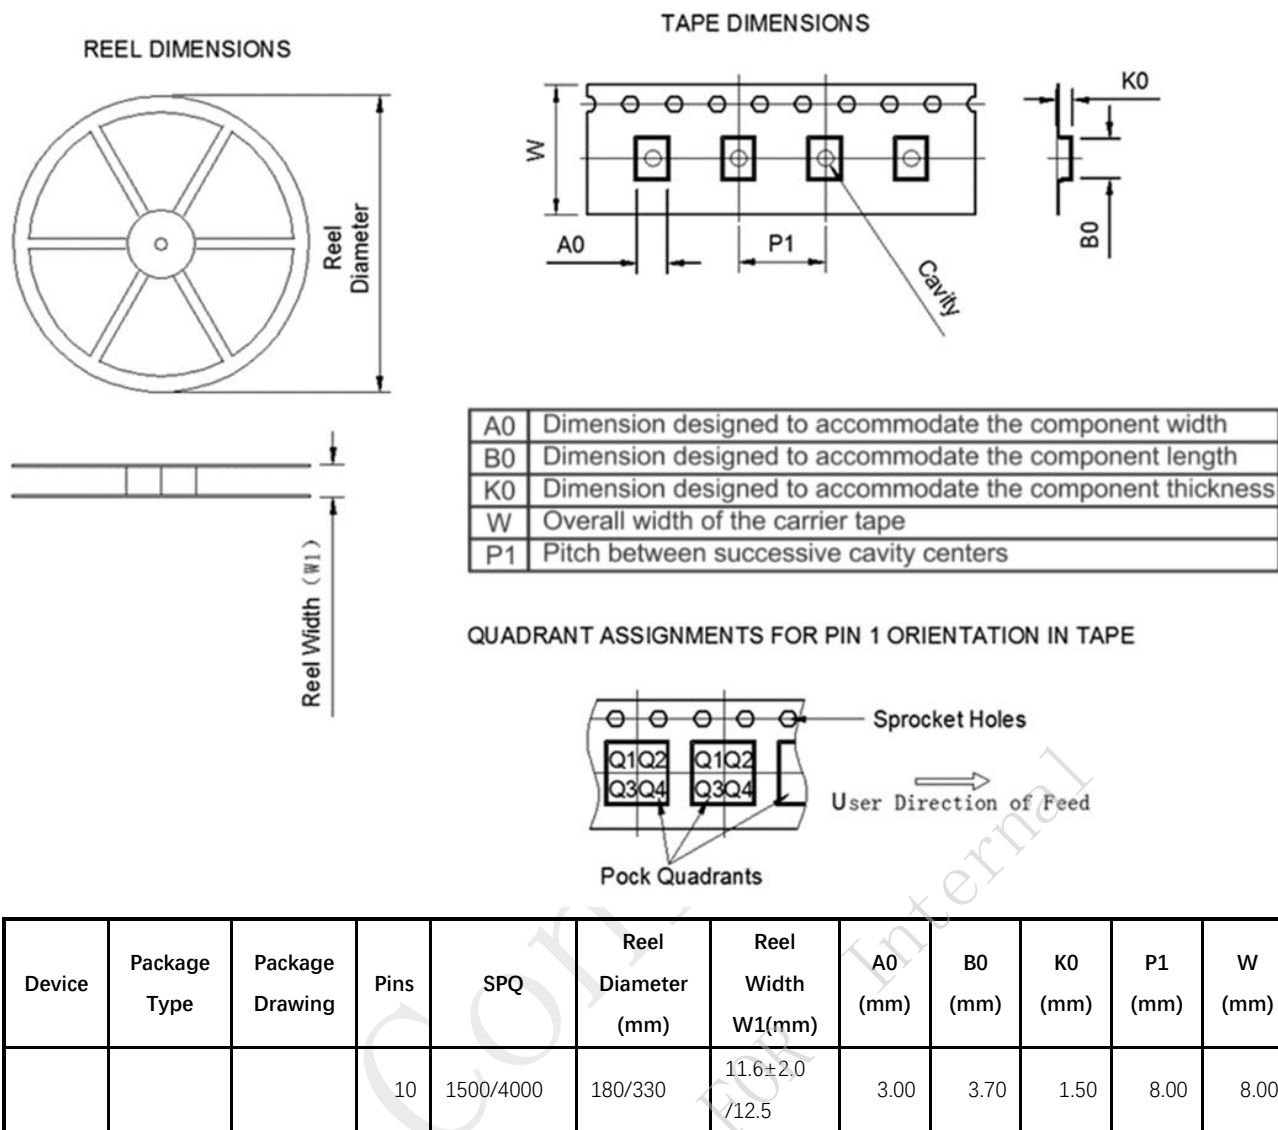 REEL DIMENSIONS
TAPE DIMENSIONS
Reel
Diameter
Reel Width (W1)
W
A0
P1
Cavity
K0
B0
A0 Dimension designed to accommodate the component width
B0 Dimension designed to accommodate the component length
K0 Dimension designed to accommodate the component thickness
W Overall width of the carrier tape
P1 Pitch between successive cavity centers
QUADRANT ASSIGNMENTS FOR PIN 1 ORIENTATION IN TAPE
Sprocket Holes
Q1 Q2 Q1 Q2
Q3 Q4 Q3 Q4
User Direction of Feed
Pock Quadrants
Device Package Type Package Drawing Pins SPQ Reel Diameter (mm) Reel Width W1(mm) A0 (mm) B0 (mm) K0 (mm) P1 (mm) W (mm)
10 1500/4000 180/330 11.6±2.0 /12.5 3.00 3.70 1.50 8.00 8.00
FOR Internal